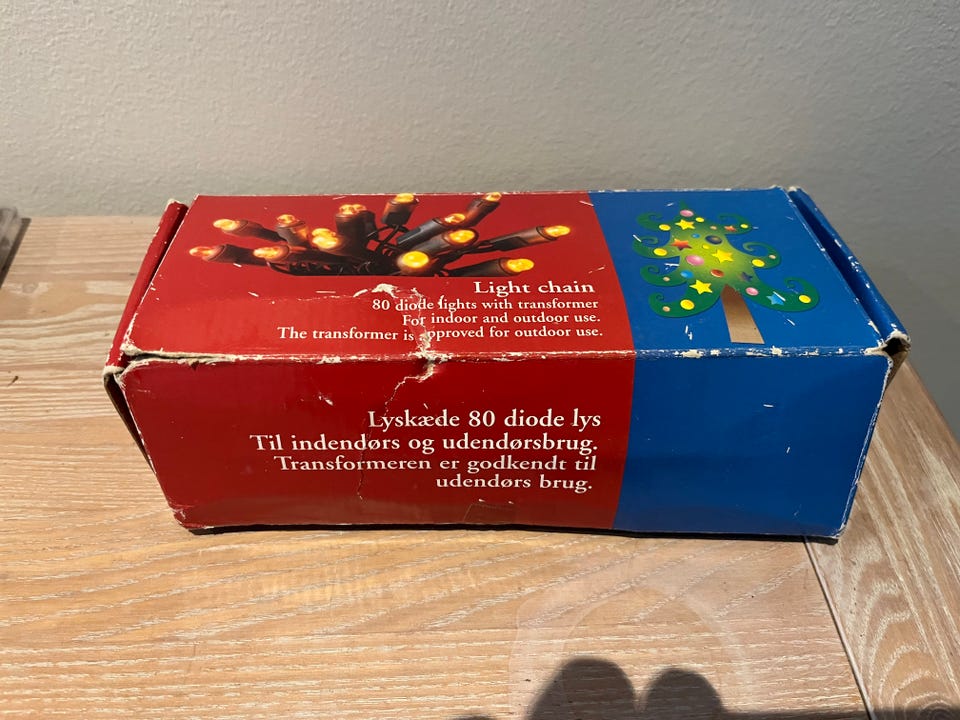 Light chain
80 diode lights with transformer
For indoor and outdoor use.
The transformer is approved for outdoor use.
Lyskæde 80 diode lys
Til indendørs og udendørsbrug.
Transformeren er godkendt til
udendørs brug.